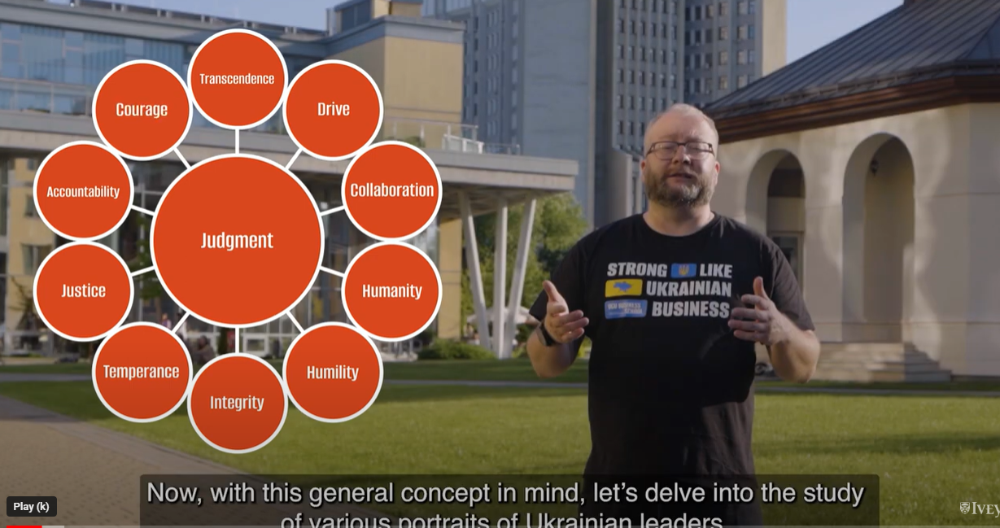 Transcendence
Courage
Drive
Accountability
Collaboration
Judgment
Justice
Humanity
Temperance
Humility
Integrity
STRONG LIKE
UKRAINIAN
BUSINESS
Now, with this general concept in mind, let's delve into the study
of various portraits of Ukrainian leaders
Play (k)
IVEY